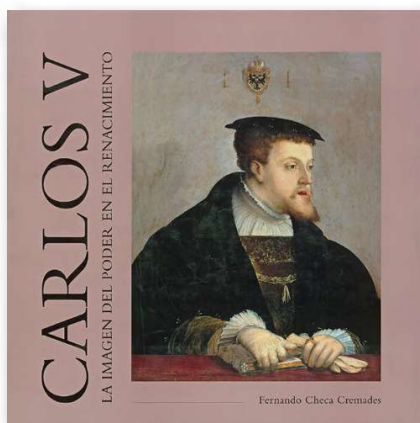 CARLOS V
LA IMAGEN DEL PODER EN EL RENACIMIENTO
Fernando Checa Cremades